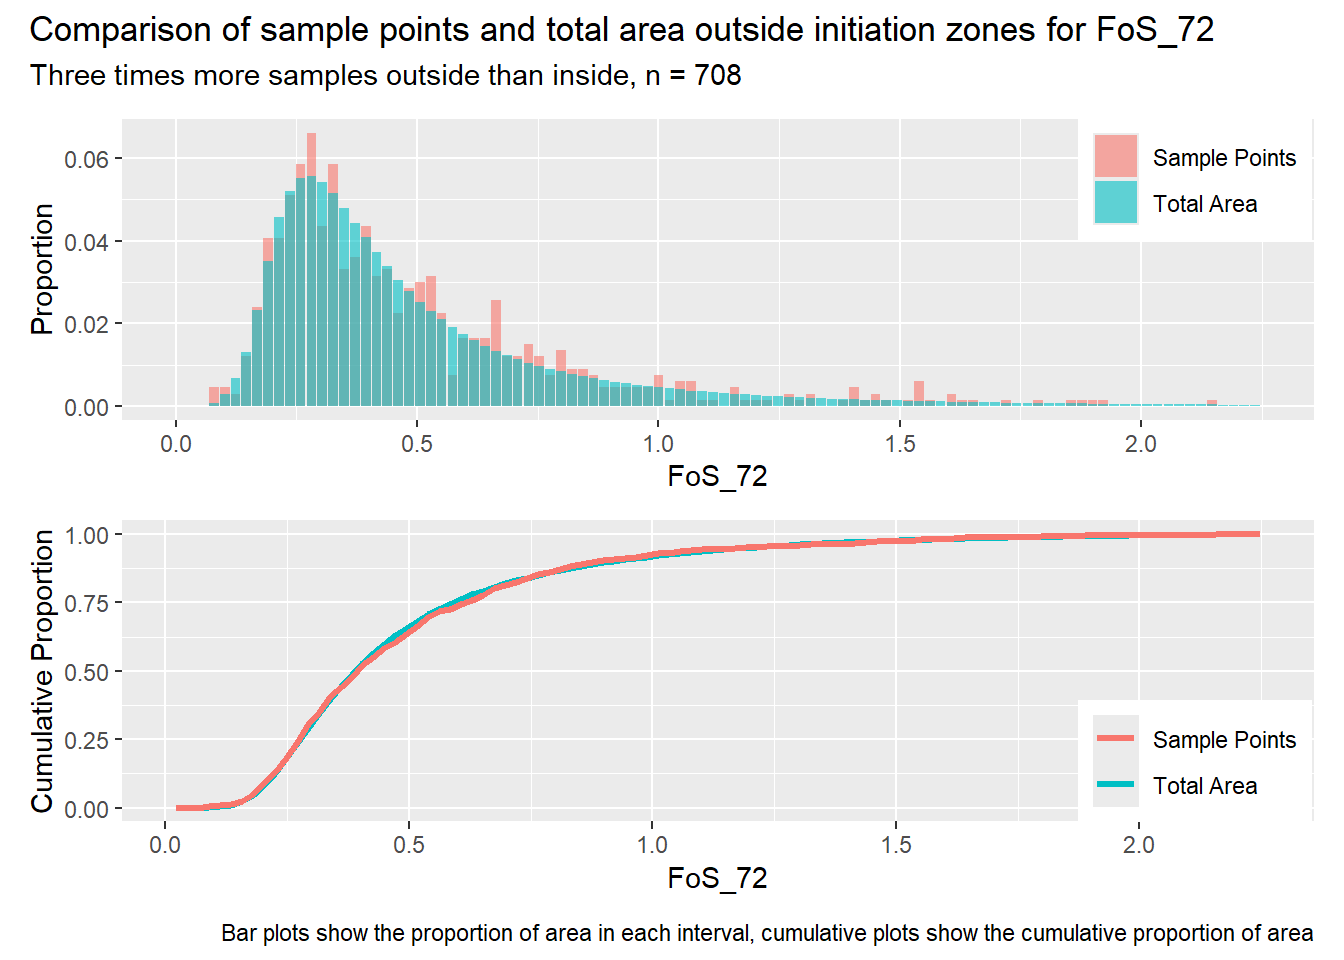 Comparison of sample points and total area outside initiation zones for FoS_72
Three times more samples outside than inside, n = 708
Proportion
0.06
0.04
0.02
0.00
Sample Points
Total Area
0.0 0.5 1.0 1.5 2.0
FoS_72
Cumulative Proportion
1.00
0.75
0.50
0.25
0.00
Sample Points
Total Area
0.0 0.5 1.0 1.5 2.0
FoS_72
Bar plots show the proportion of area in each interval, cumulative plots show the cumulative proportion of area